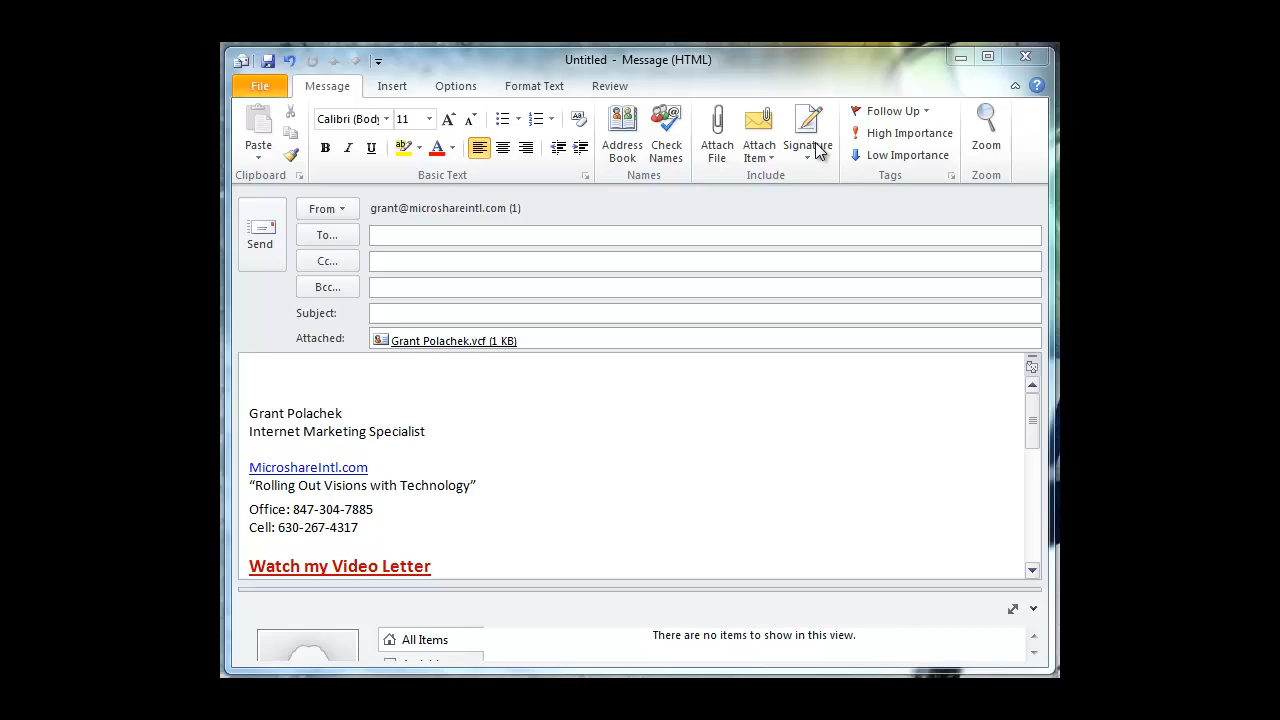 Untitled - Message (HTML)
File Message Insert Options Format Text Review
Paste
Clipboard
Calibri (Body 11
B I U
Basic Text
Address Book
Check Names
Names
Attach File
Attach Item
Signature
Include
Follow Up
High Importance
Low Importance
Tags
Zoom
Zoom
Send
From grant@microshareintl.com (1)
To...
Cc...
Bcc...
Subject:
Attached: Grant Polachek.vcf (1 KB)
Grant Polachek
Internet Marketing Specialist
MicroshareIntl.com
“Rolling Out Visions with Technology”
Office: 847-304-7885
Cell: 630-267-4317
Watch my Video Letter
All Items
There are no items to show in this view.